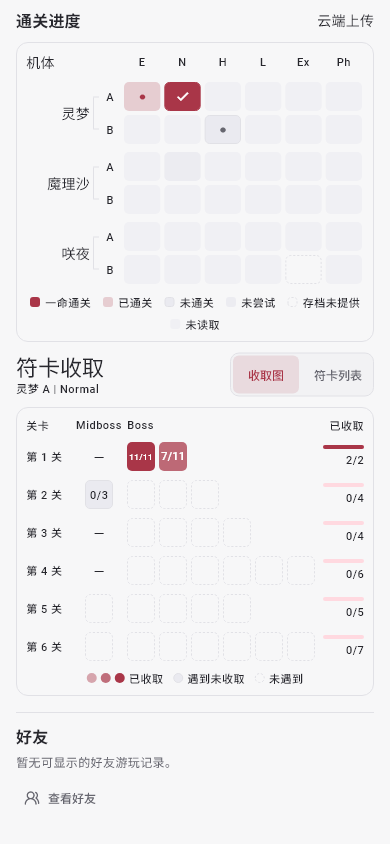 通关进度 云端上传
机体 E N H L Ex Ph
灵梦 A
B
魔理沙 A
B
咲夜 A
B
一命通关 已通关 未通关 未尝试 存档未提供
未读取
符卡收取
灵梦 A | Normal
收取图 符卡列表
关卡 Midboss Boss 已收取
第 1 关 — 11/11 7/11 2/2
第 2 关 0/3 0/4
第 3 关 — 0/4
第 4 关 — 0/6
第 5 关 0/5
第 6 关 0/7
已收取 遇到未收取 未遇到
好友
暂无可显示的好友游玩记录。
查看好友